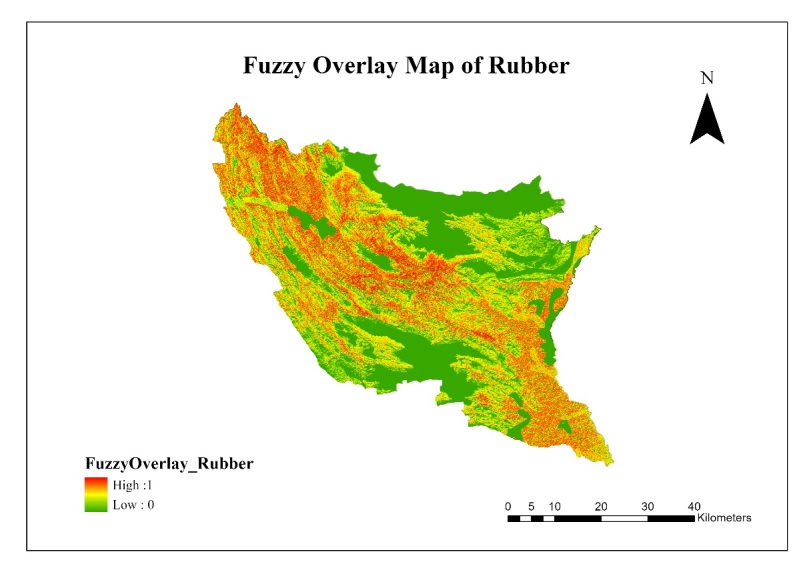 Fuzzy Overlay Map of Rubber
N
FuzzyOverlay_Rubber
High :1
Low : 0
0 5 10 20 30 40
Kilometers